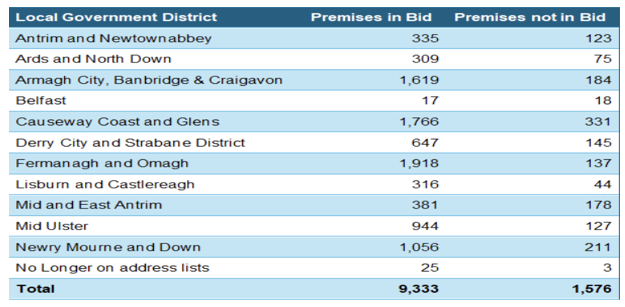 Local Government District Premises in Bid Premises not in Bid
Antrim and Newtownabbey 335 123
Ards and North Down 309 75
Armagh City, Banbridge & Craigavon 1,619 184
Belfast 17 18
Causeway Coast and Glens 1,766 331
Derry City and Strabane District 647 145
Fermanagh and Omagh 1,918 137
Lisburn and Castlereagh 316 44
Mid and East Antrim 381 178
Mid Ulster 944 127
Newry Mourne and Down 1,056 211
No Longer on address lists 25 3
Total 9,333 1,576